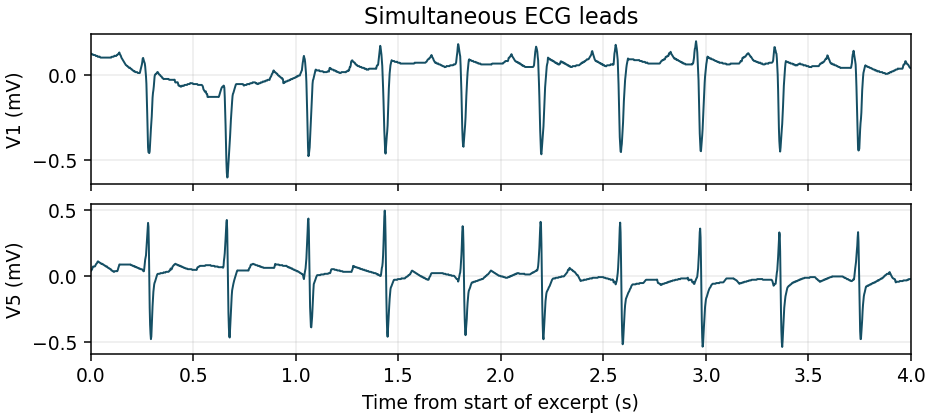 Simultaneous ECG leads
V1 (mV)
0.0
−0.5
V5 (mV)
0.5
0.0
−0.5
0.0 0.5 1.0 1.5 2.0 2.5 3.0 3.5 4.0
Time from start of excerpt (s)